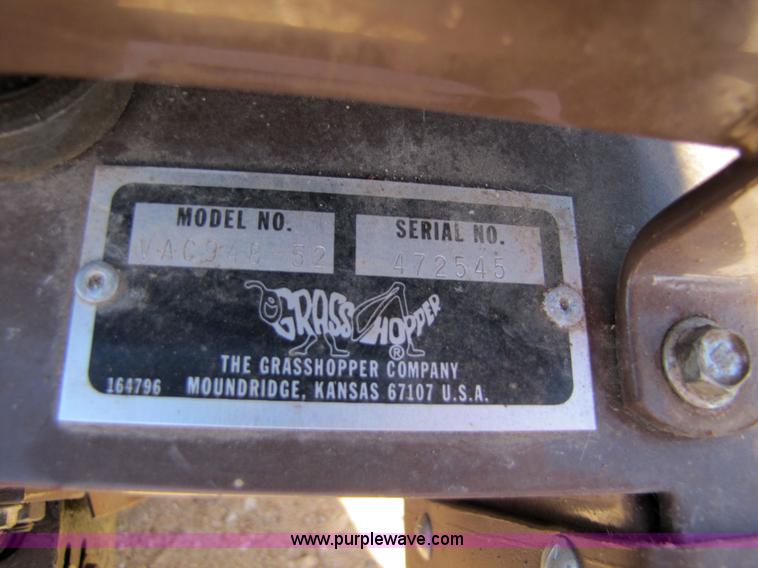 MODEL NO.
SERIAL NO.
472545
GRASSHOPPER®
THE GRASSHOPPER COMPANY
164796 MOUNDRIDGE, KANSAS 67107 U.S.A.
www.purplewave.com